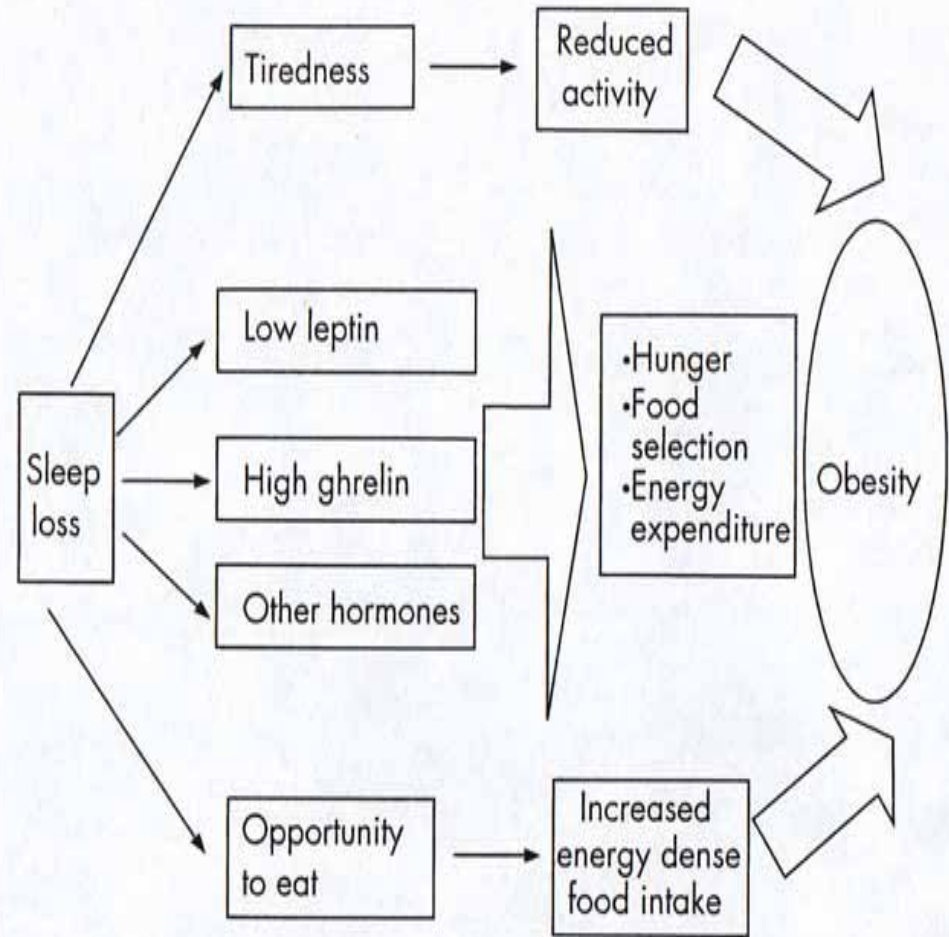 Tiredness
Reduced
activity
Low leptin
High ghrelin
Other hormones
Sleep
loss
•Hunger
•Food
selection
•Energy
expenditure
Obesity
Opportunity
to eat
Increased
energy dense
food intake